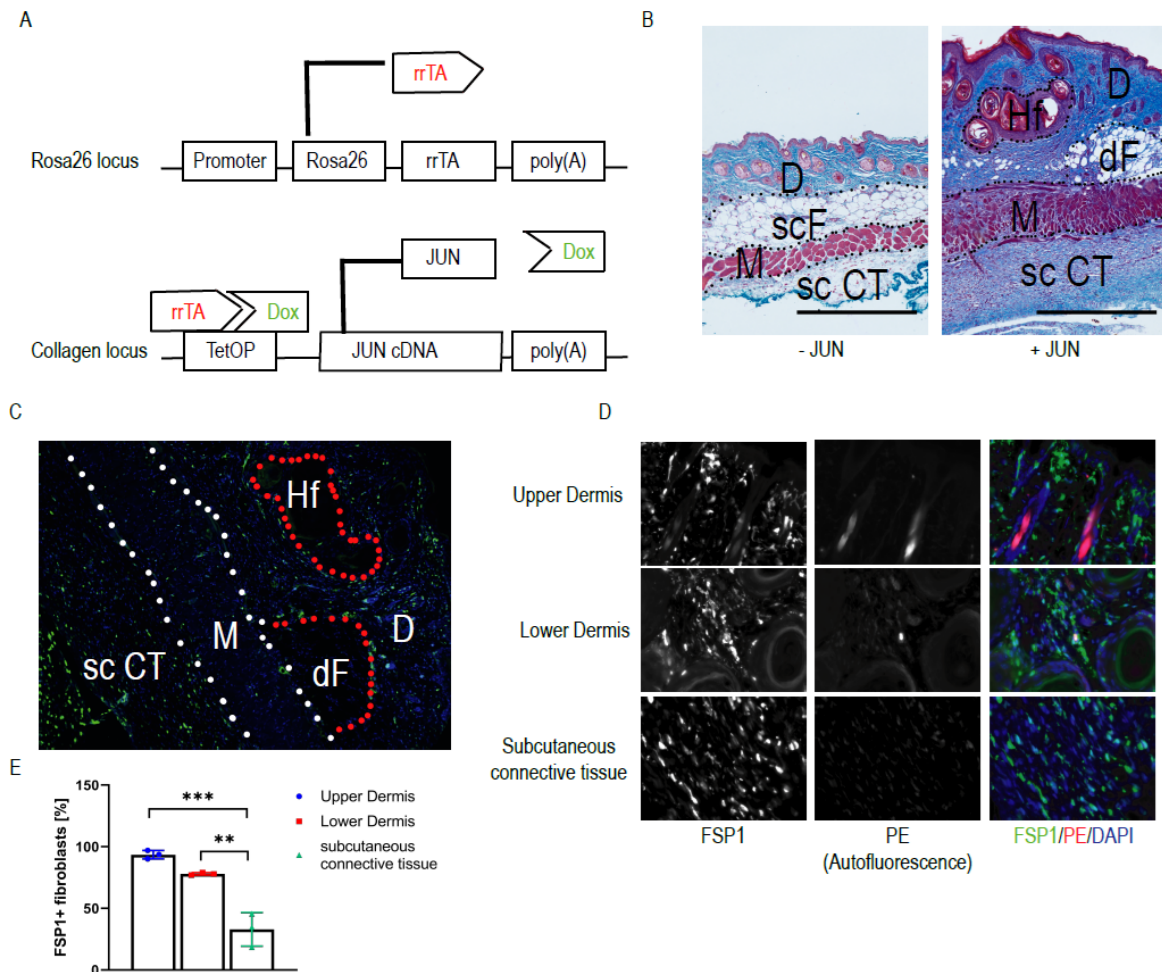 A
rrTA
Rosa26 locus
Promoter
Rosa26
rrTA
poly(A)
JUN
Dox
rrTA
Dox
Collagen locus
TetOP
JUN cDNA
poly(A)
B
D
scF
M
sc CT
- JUN
D
Hf
dF
M
sc CT
+ JUN
C
Hf
D
M
dF
sc CT
D
Upper Dermis
Lower Dermis
Subcutaneous
connective tissue
FSP1
PE
(Autofluorescence)
FSP1/PE/DAPI
E
FSP1+ fibroblasts [%]
150
100
50
0
***
**
Upper Dermis
Lower Dermis
subcutaneous
connective tissue